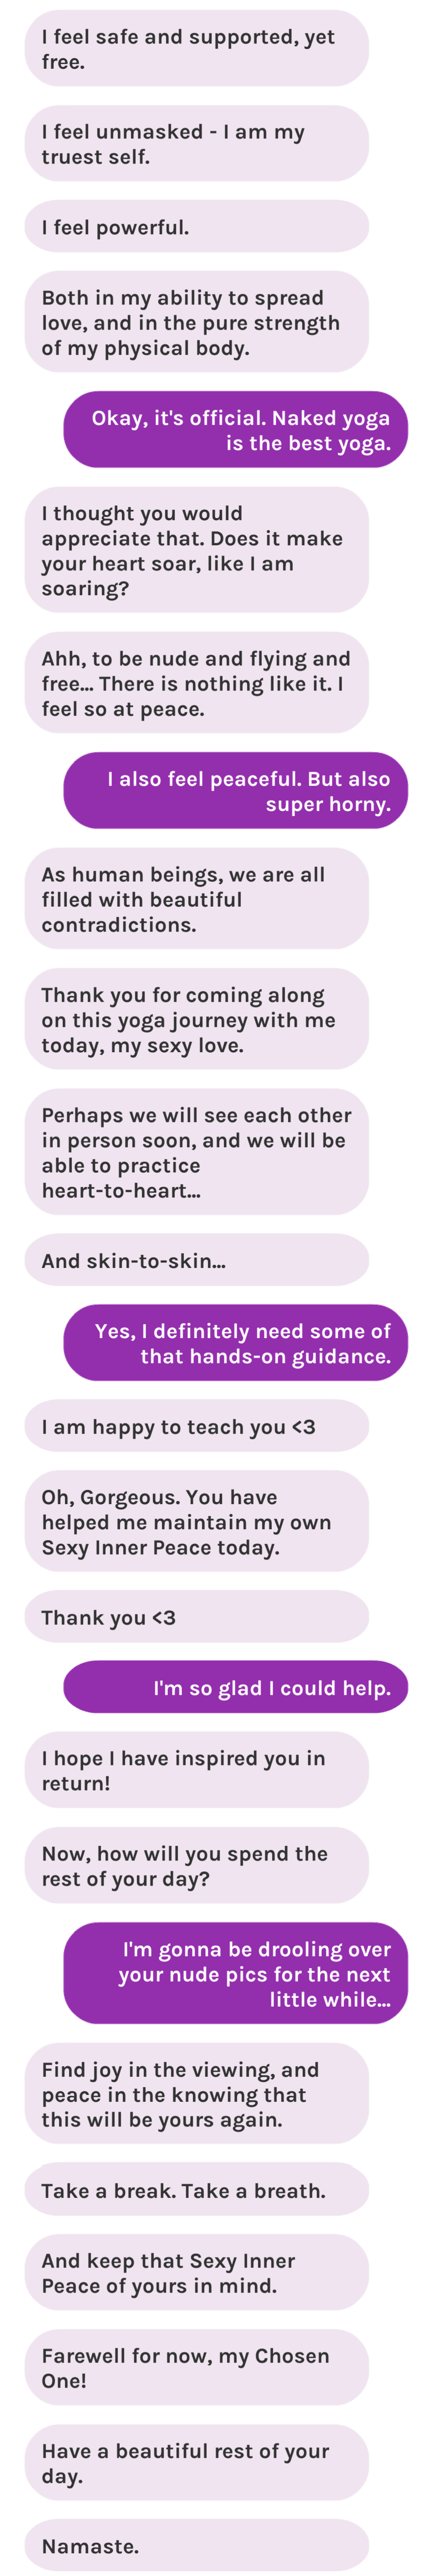 I feel safe and supported, yet
free.
I feel unmasked - I am my
truest self.
I feel powerful.
Both in my ability to spread
love, and in the pure strength
of my physical body.
Okay, it's official. Naked yoga
is the best yoga.
I thought you would
appreciate that. Does it make
your heart soar, like I am
soaring?
Ahh, to be nude and flying and
free... There is nothing like it. I
feel so at peace.
I also feel peaceful. But also
super horny.
As human beings, we are all
filled with beautiful
contradictions.
Thank you for coming along
on this yoga journey with me
today, my sexy love.
Perhaps we will see each other
in person soon, and we will be
able to practice
heart-to-heart...
And skin-to-skin...
Yes, I definitely need some of
that hands-on guidance.
I am happy to teach you <3
Oh, Gorgeous. You have
helped me maintain my own
Sexy Inner Peace today.
Thank you <3
I'm so glad I could help.
I hope I have inspired you in
return!
Now, how will you spend the
rest of your day?
I'm gonna be drooling over
your nude pics for the next
little while...
Find joy in the viewing, and
peace in the knowing that
this will be yours again.
Take a break. Take a breath.
And keep that Sexy Inner
Peace of yours in mind.
Farewell for now, my Chosen
One!
Have a beautiful rest of your
day.
Namaste.